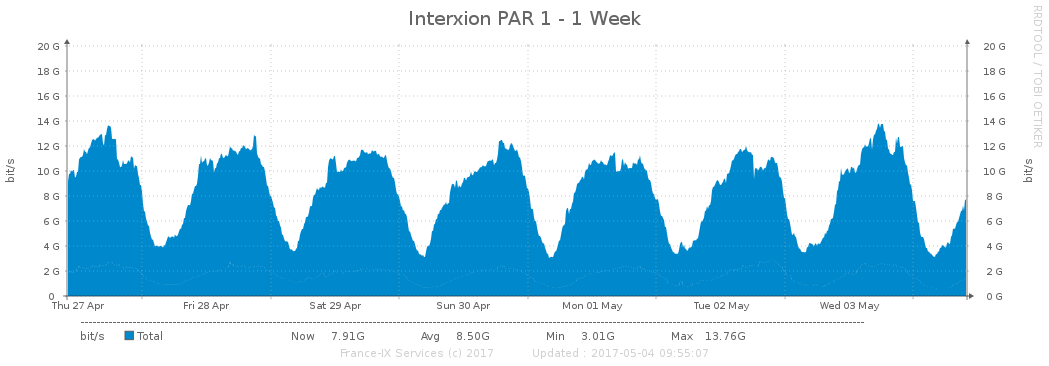 Interxion PAR 1 - 1 Week
RRDTOOL / TOBI OETIKER
20 G 20 G
18 G 18 G
16 G 16 G
14 G 14 G
12 G 12 G
10 G 10 G
8 G 8 G
6 G 6 G
4 G 4 G
2 G 2 G
0 0 G
bit/s
bit/s
Thu 27 Apr Fri 28 Apr Sat 29 Apr Sun 30 Apr Mon 01 May Tue 02 May Wed 03 May
bit/s Total Now 7.91G Avg 8.50G Min 3.01G Max 13.76G
France-IX Services (c) 2017 Updated : 2017-05-04 09:55:07